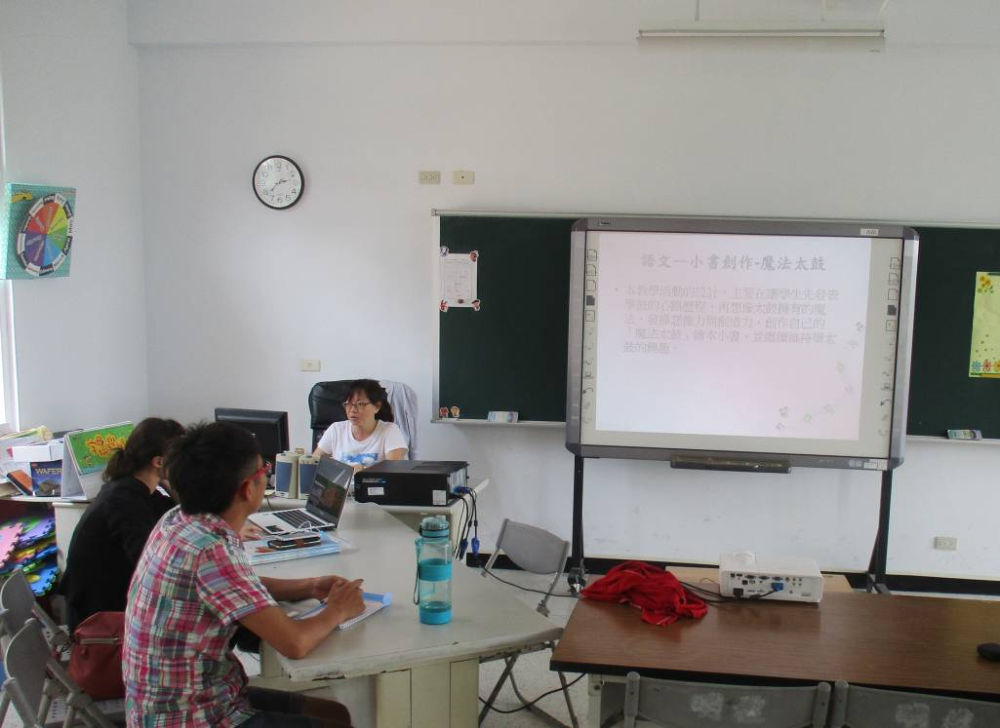 語文—小書創作-魔法太鼓
• 本教學活動的設計，主要在讓學生先發表
學鼓的心路歷程，再想像太鼓擁有的魔
法，發揮想像力與創造力，創作自己的
「魔法太鼓」繪本小書，並繼續維持學太
鼓的興趣。
WAFER